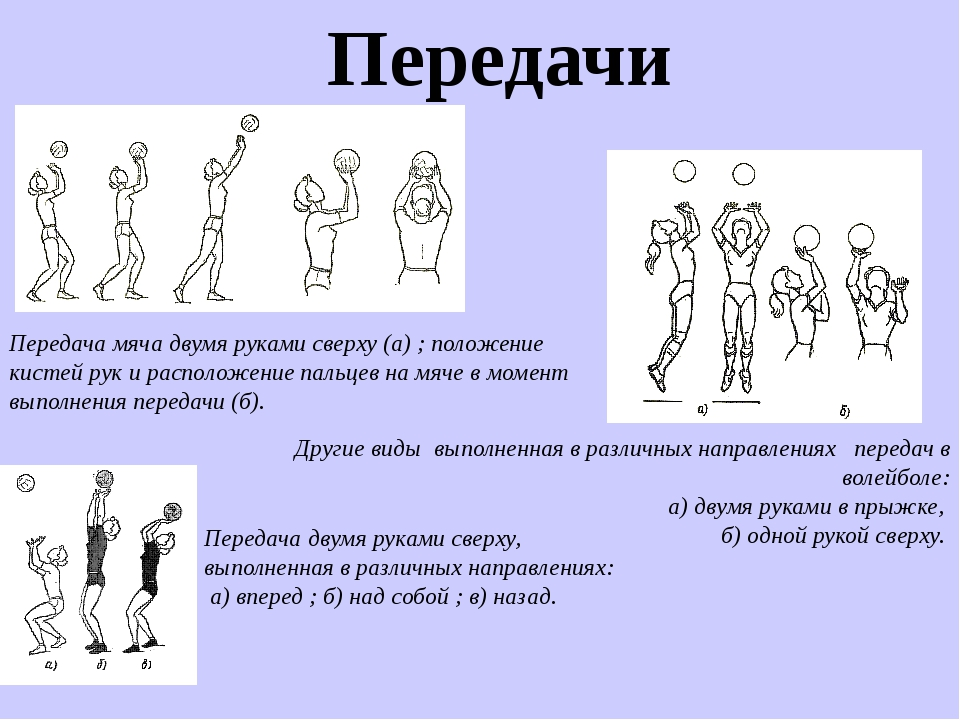 Передачи
Передача мяча двумя руками сверху (а) ; положение
кистей рук и расположение пальцев на мяче в момент
выполнения передачи (б).
а)
б)
Другие виды выполненная в различных направлениях передач в
волейболе:
а) двумя руками в прыжке,
б) одной рукой сверху.
Передача двумя руками сверху,
выполненная в различных направлениях:
а) вперед ; б) над собой ; в) назад.
а)
б)
в)